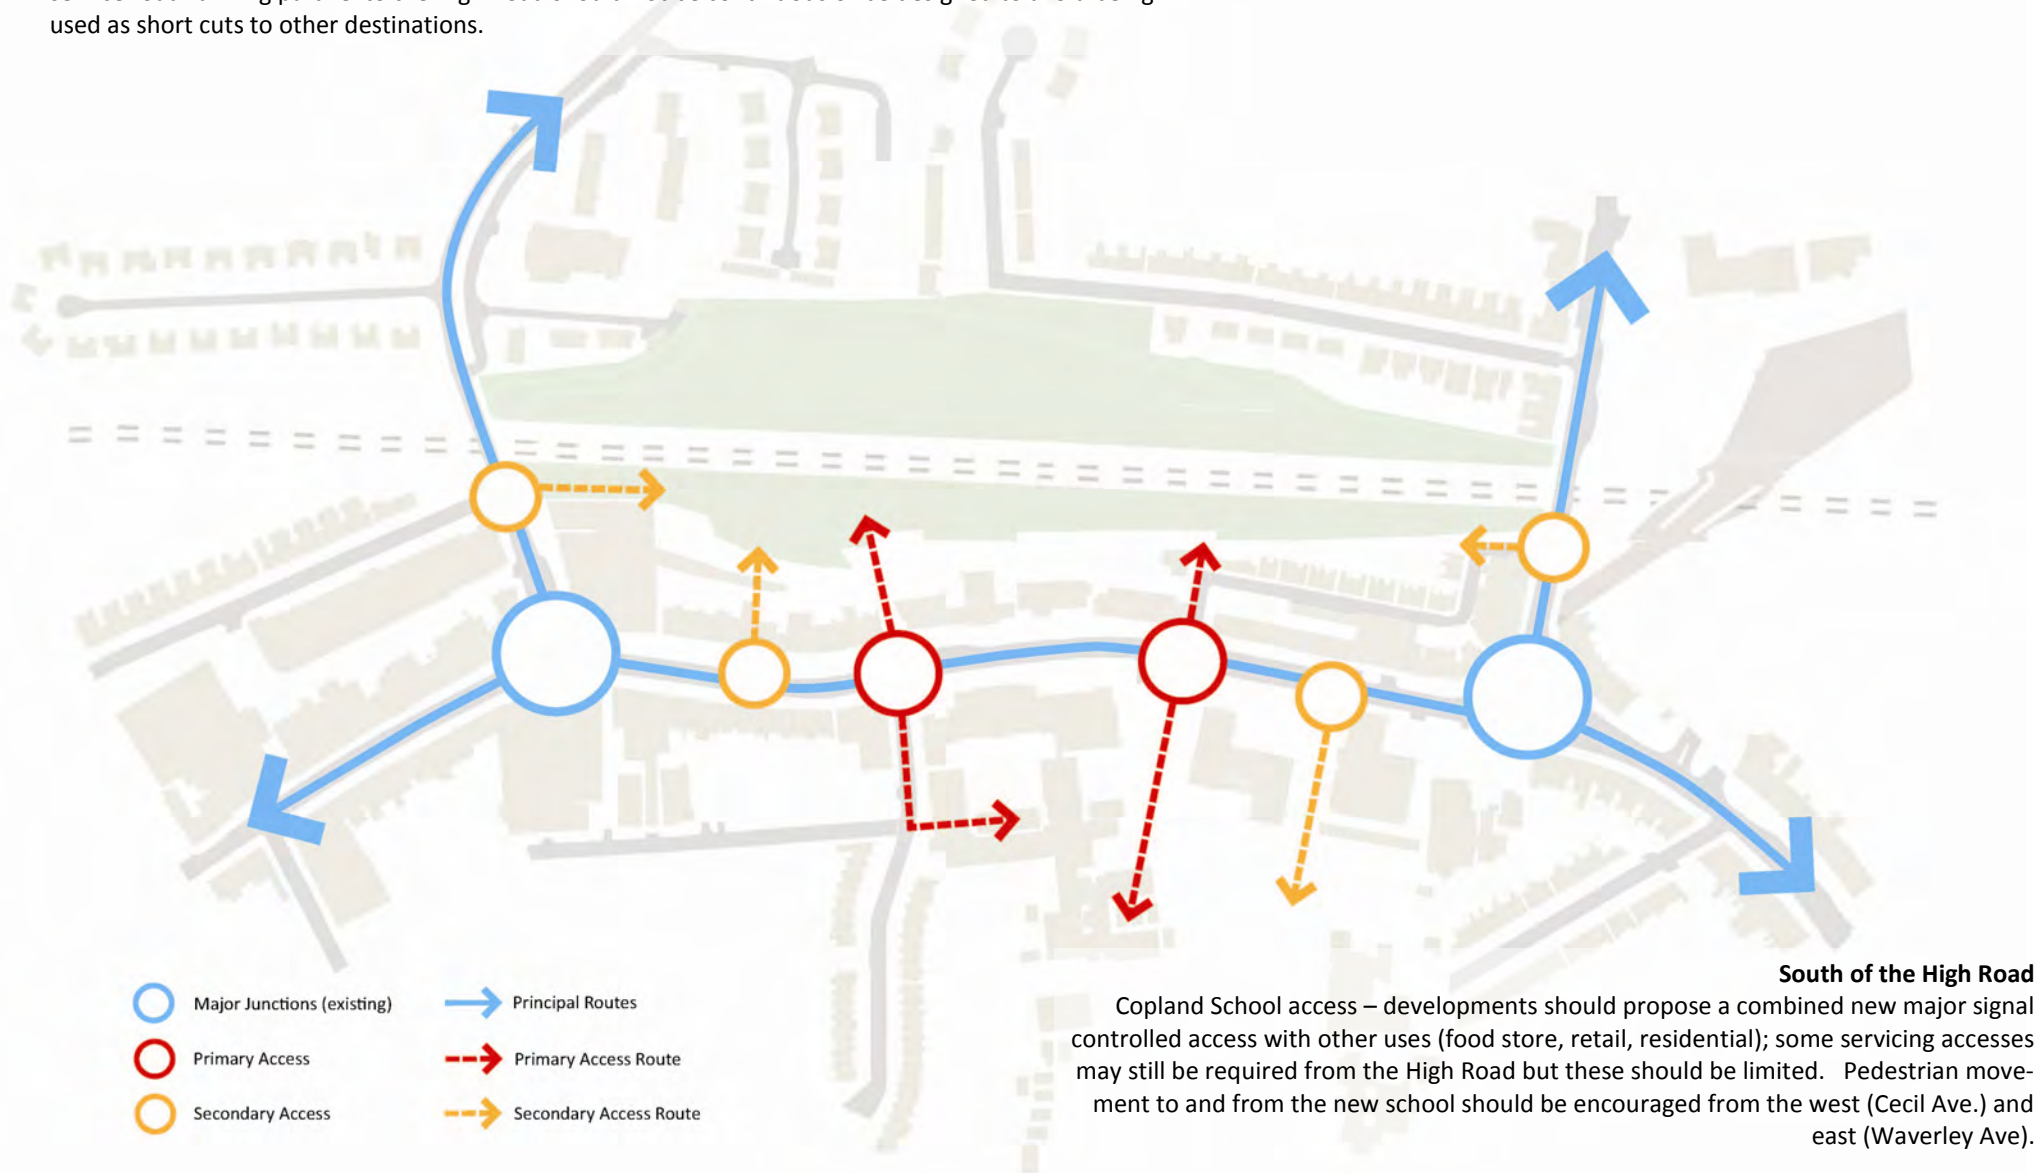 used as short cuts to other destinations.
Major Junctions (existing)
Principal Routes
Primary Access
Primary Access Route
Secondary Access
Secondary Access Route
South of the High Road
Copland School access – developments should propose a combined new major signal
controlled access with other uses (food store, retail, residential); some servicing accesses
may still be required from the High Road but these should be limited.   Pedestrian move-
ment to and from the new school should be encouraged from the west (Cecil Ave.) and
east (Waverley Ave).